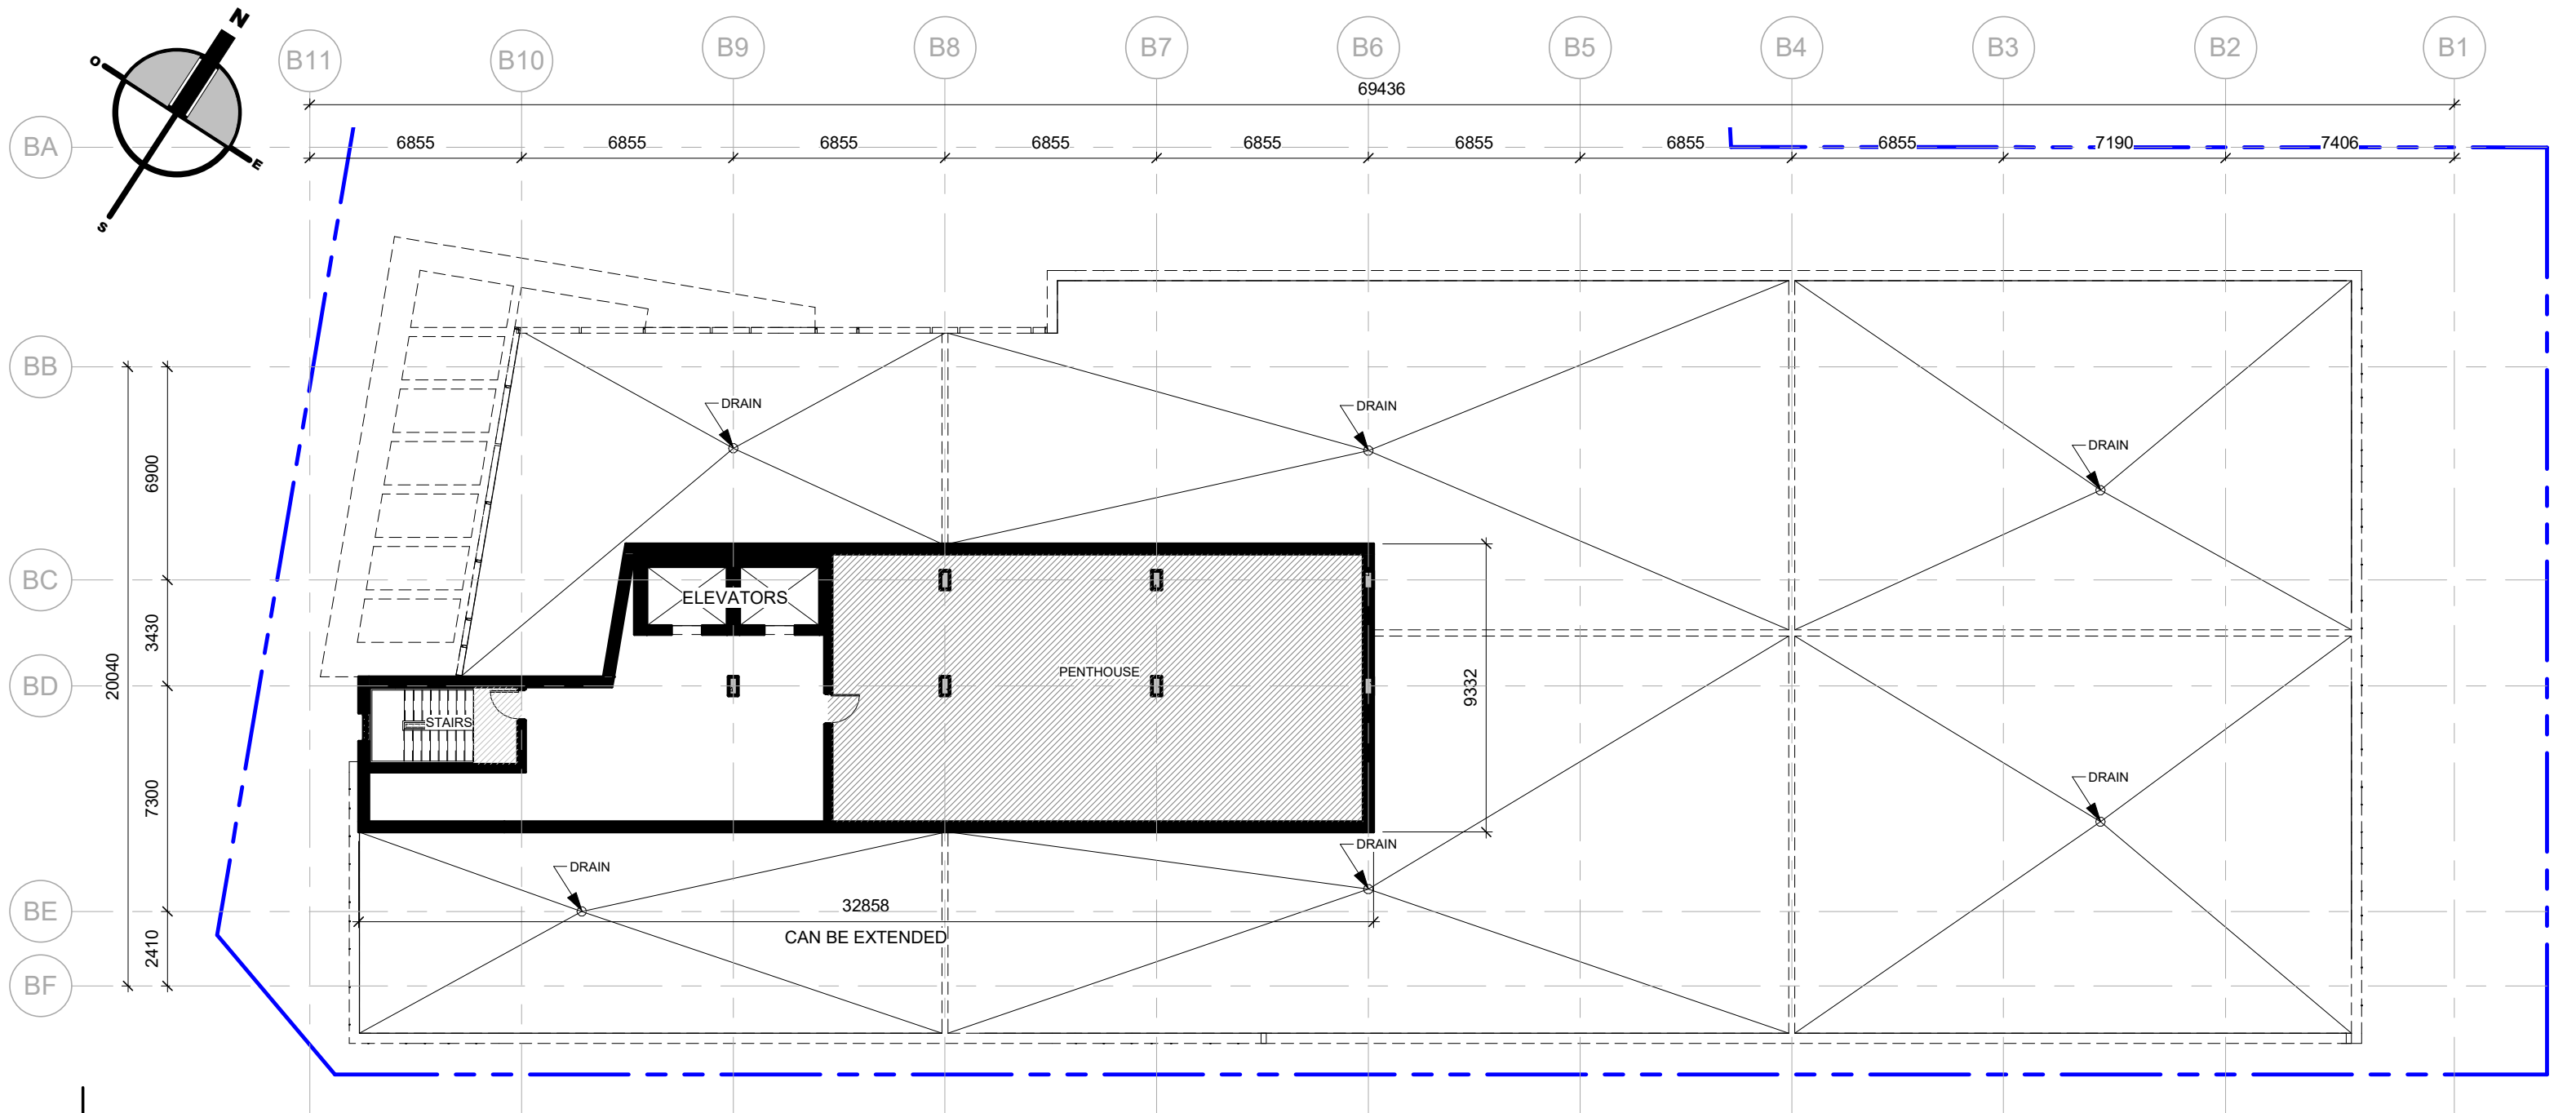 N
O
E
S
B11
B10
B9
B8
B7
B6
B5
B4
B3
B2
B1
69436
BA
6855
6855
6855
6855
6855
6855
6855
6855
7190
7406
BB
DRAIN
DRAIN
DRAIN
6900
BC
ELEVATORS
3430
20040
BD
PENTHOUSE
9332
STAIRS
7300
DRAIN
DRAIN
DRAIN
BE
32858
CAN BE EXTENDED
2410
BF